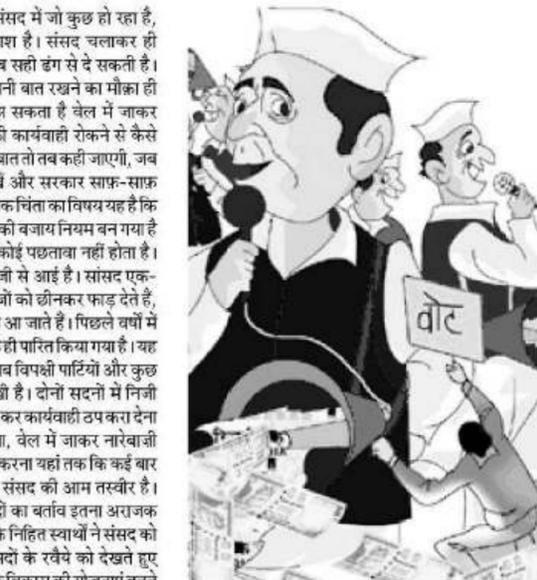 संसद में जो कुछ हो रहा है,
है। संसद चलाकर ही
सही ढंग से दे सकती है।
बात रखने का मौक़ा ही
सकता है वेल में जाकर
कार्यवाही रोकने से कैसे
बात तो तब कही जाएगी, जब
और सरकार साफ़-साफ़
चिंता का विषय यह है कि
की बजाय नियम बन गया है
कोई पछतावा नहीं होता है।
से आई है। सांसद एक-
को छीनकर फाड़ देते हैं,
आ जाते हैं। पिछले वर्षों में
ही पारित किया गया है। यह
विपक्षी पार्टियों और कुछ
है। दोनों सदनों में निजी
कर कार्यवाही ठप करा देना
वेल में जाकर नारेबाजी
करना यहां तक कि कई बार
संसद की आम तस्वीर है।
का बर्ताव इतना अराजक
निहित स्वार्थों ने संसद को
के रवैये को देखते हुए
वोट